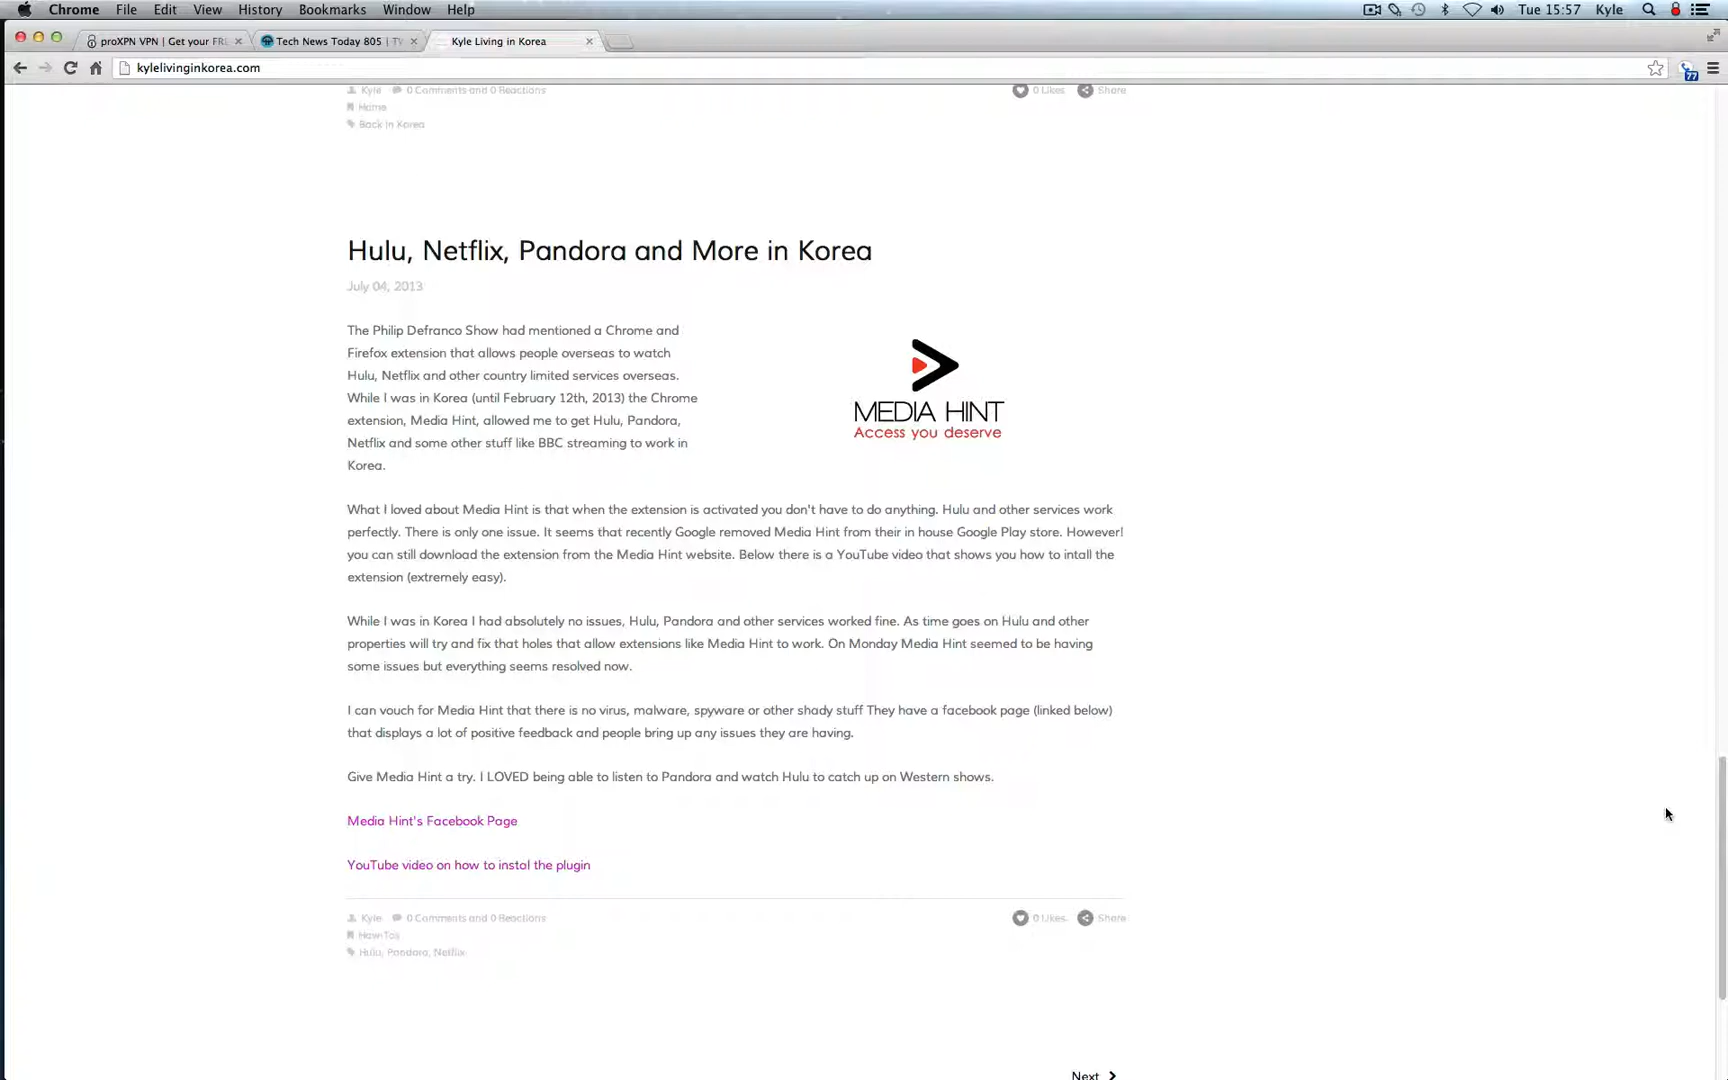 Chrome File Edit View History Bookmarks Window Help
Tue 15:57 Kyle
proXPN VPN | Get your FRE
Tech News Today 805 | TW
Kyle Living in Korea
kylelivinginkorea.com
77
Kyle 0 Comments and 0 Reactions
0 Likes Share
Home
Back in Korea
Hulu, Netflix, Pandora and More in Korea
July 04, 2013
The Philip Defranco Show had mentioned a Chrome and
Firefox extension that allows people overseas to watch
Hulu, Netflix and other country limited services overseas.
While I was in Korea (until February 12th, 2013) the Chrome
extension, Media Hint, allowed me to get Hulu, Pandora,
Netflix and some other stuff like BBC streaming to work in
Korea.
MEDIA HINT
Access you deserve
What I loved about Media Hint is that when the extension is activated you don't have to do anything. Hulu and other services work
perfectly. There is only one issue. It seems that recently Google removed Media Hint from their in house Google Play store. However!
you can still download the extension from the Media Hint website. Below there is a YouTube video that shows you how to intall the
extension (extremely easy).
While I was in Korea I had absolutely no issues, Hulu, Pandora and other services worked fine. As time goes on Hulu and other
properties will try and fix that holes that allow extensions like Media Hint to work. On Monday Media Hint seemed to be having
some issues but everything seems resolved now.
I can vouch for Media Hint that there is no virus, malware, spyware or other shady stuff They have a facebook page (linked below)
that displays a lot of positive feedback and people bring up any issues they are having.
Give Media Hint a try. I LOVED being able to listen to Pandora and watch Hulu to catch up on Western shows.
Media Hint's Facebook Page
YouTube video on how to instal the plugin
Kyle 0 Comments and 0 Reactions
0 Likes Share
How Tos
Hulu, Pandora, Netflix
Next